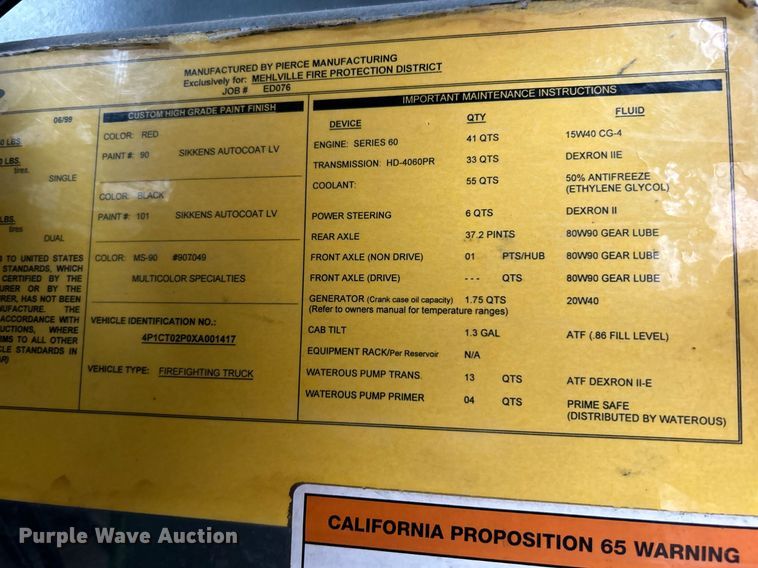 MANUFACTURED BY PIERCE MANUFACTURING
Exclusively for: MEHLVILLE FIRE PROTECTION DISTRICT
JOB # ED076
06/99
LBS.
LBS.
tires.
SINGLE
LBS.
tires.
DUAL
TO UNITED STATES
STANDARDS, WHICH
CERTIFIED BY THE
OR BY THE
HAS NOT BEEN
THE
ACCORDANCE WITH
WHERE
TO ALL OTHER
STANDARDS IN
CUSTOM HIGH GRADE PAINT FINISH
COLOR: RED
PAINT #: 90 SIKKENS AUTOCOAT LV
COLOR: BLACK
PAINT #: 101 SIKKENS AUTOCOAT LV
COLOR: MS-90 #907049
MULTICOLOR SPECIALTIES
VEHICLE IDENTIFICATION NO.:
4P1CT02P0XA001417
VEHICLE TYPE: FIREFIGHTING TRUCK
IMPORTANT MAINTENANCE INSTRUCTIONS
DEVICE QTY FLUID
ENGINE: SERIES 60 41 QTS 15W40 CG-4
TRANSMISSION: HD-4060PR 33 QTS DEXRON IIE
COOLANT: 55 QTS 50% ANTIFREEZE
(ETHYLENE GLYCOL)
POWER STEERING 6 QTS DEXRON II
REAR AXLE 37.2 PINTS 80W90 GEAR LUBE
FRONT AXLE (NON DRIVE) 01 PTS/HUB 80W90 GEAR LUBE
FRONT AXLE (DRIVE) --- QTS 80W90 GEAR LUBE
GENERATOR (Crank case oil capacity) 1.75 QTS 20W40
(Refer to owners manual for temperature ranges)
CAB TILT 1.3 GAL ATF (.86 FILL LEVEL)
EQUIPMENT RACK/Per Reservoir N/A
WATEROUS PUMP TRANS. 13 QTS ATF DEXRON II-E
WATEROUS PUMP PRIMER 04 QTS PRIME SAFE
(DISTRIBUTED BY WATEROUS)
CALIFORNIA PROPOSITION 65 WARNING
Purple Wave Auction